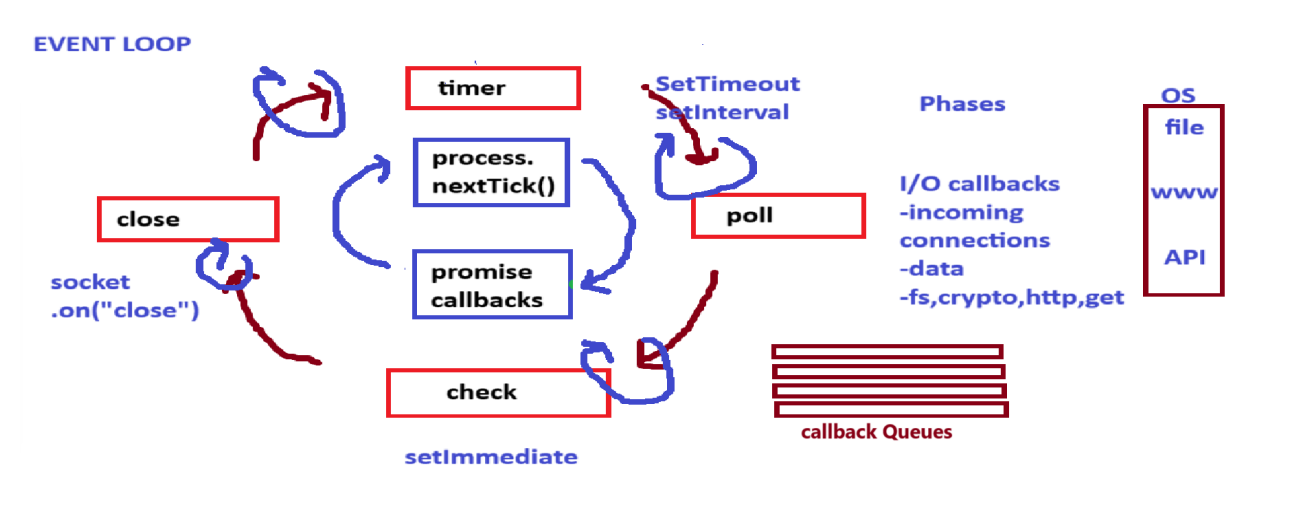 EVENT LOOP
timer
SetTimeout
setInterval
Phases
OS
file
www
API
process.
nextTick()
promise
callbacks
close
socket
.on("close")
poll
I/O callbacks
-incoming
connections
-data
-fs,crypto,http,get
check
setImmediate
callback Queues